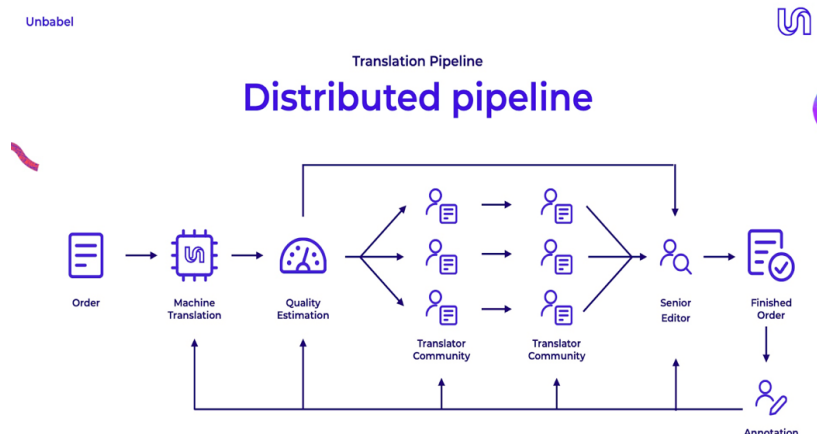 Unbabel
Translation Pipeline
Distributed pipeline
Order
Machine
Translation
Quality
Estimation
Translator
Community
Translator
Community
Senior
Editor
Finished
Order
Annotation